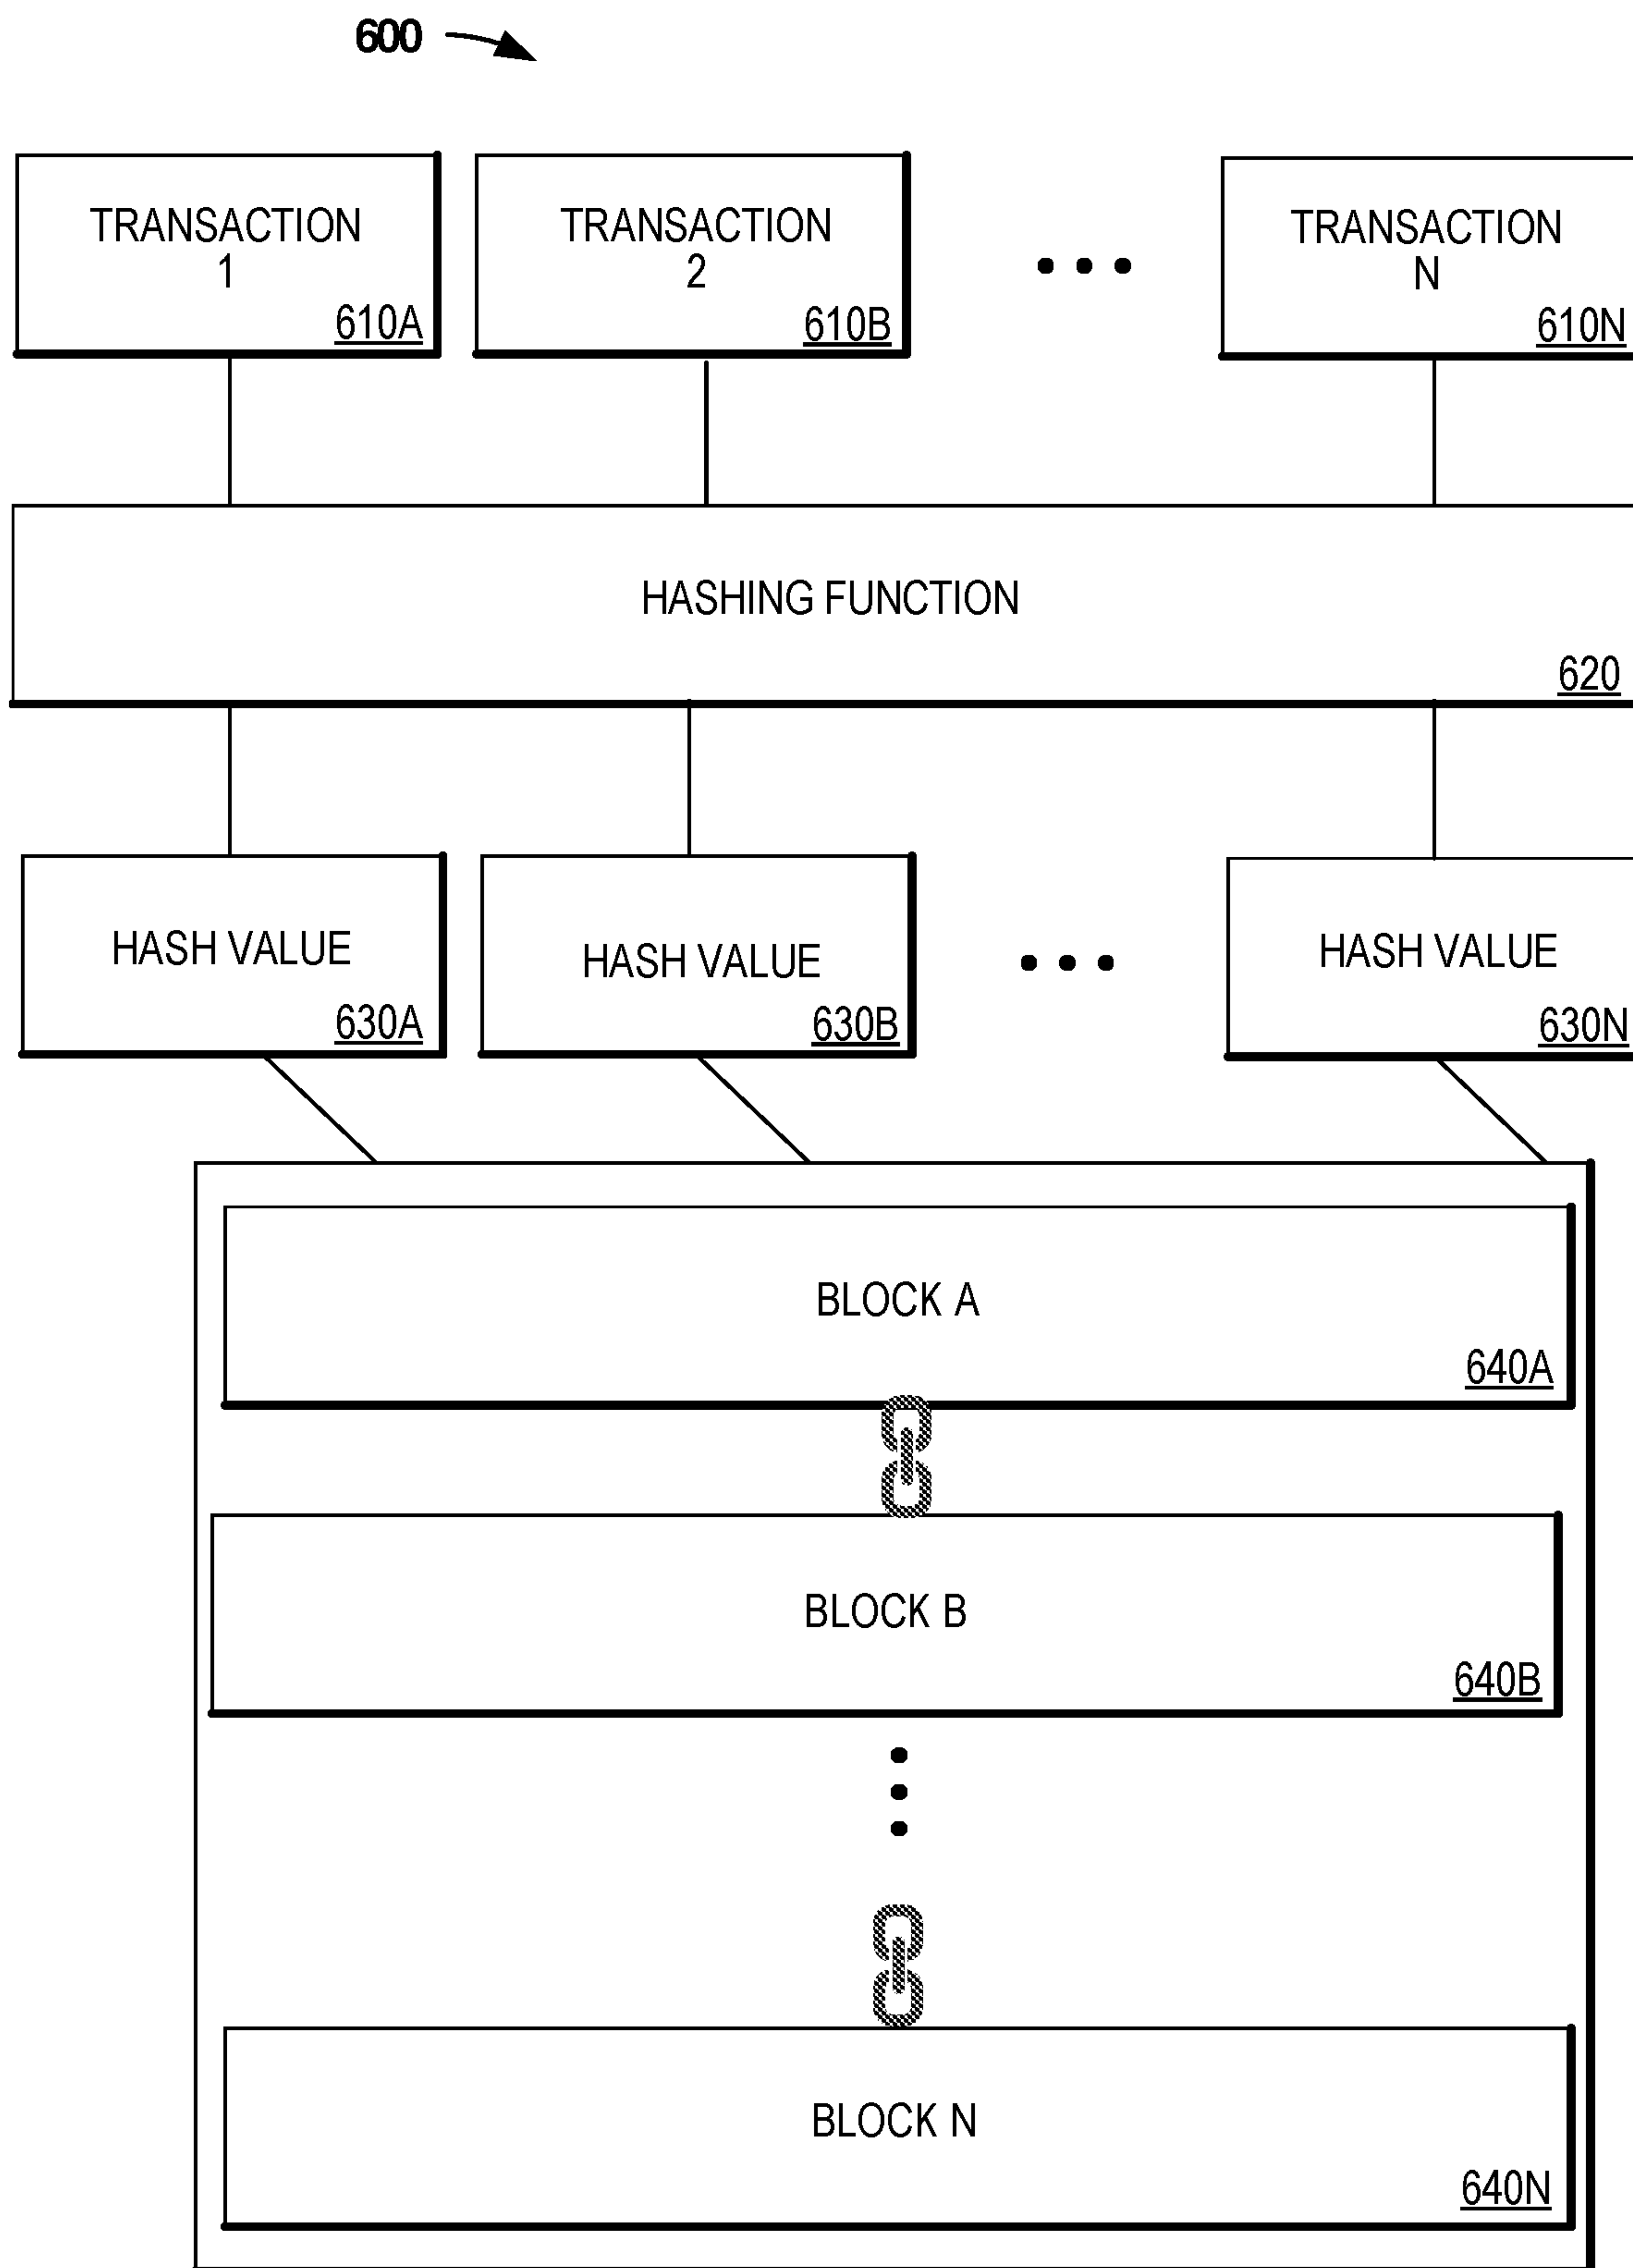 600
TRANSACTION
1
610A
TRANSACTION
2
610B
TRANSACTION
N
610N
HASHING FUNCTION
620
HASH VALUE
630A
HASH VALUE
630B
HASH VALUE
630N
BLOCK A
640A
BLOCK B
640B
BLOCK N
640N